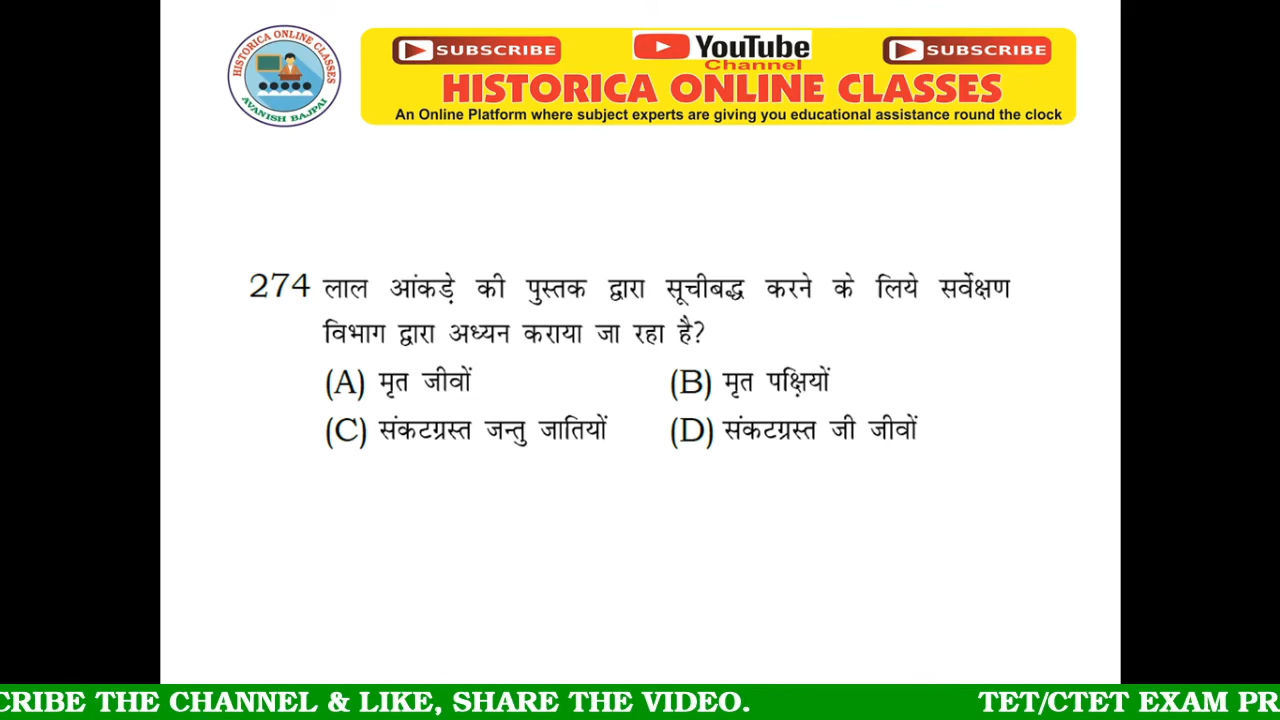 HISTORICA ONLINE CLASSES
AVANISH BAJPAI
SUBSCRIBE
YouTube
Channel
SUBSCRIBE
HISTORICA ONLINE CLASSES
An Online Platform where subject experts are giving you educational assistance round the clock
274 लाल आंकड़े की पुस्तक द्वारा सूचीबद्ध करने के लिये सर्वेक्षण
विभाग द्वारा अध्यन कराया जा रहा है?
(A) मृत जीवों (B) मृत पक्षियों
(C) संकटग्रस्त जन्तु जातियों (D) संकटग्रस्त जी जीवों
CRIBE THE CHANNEL & LIKE, SHARE THE VIDEO. TET/CTET EXAM PR